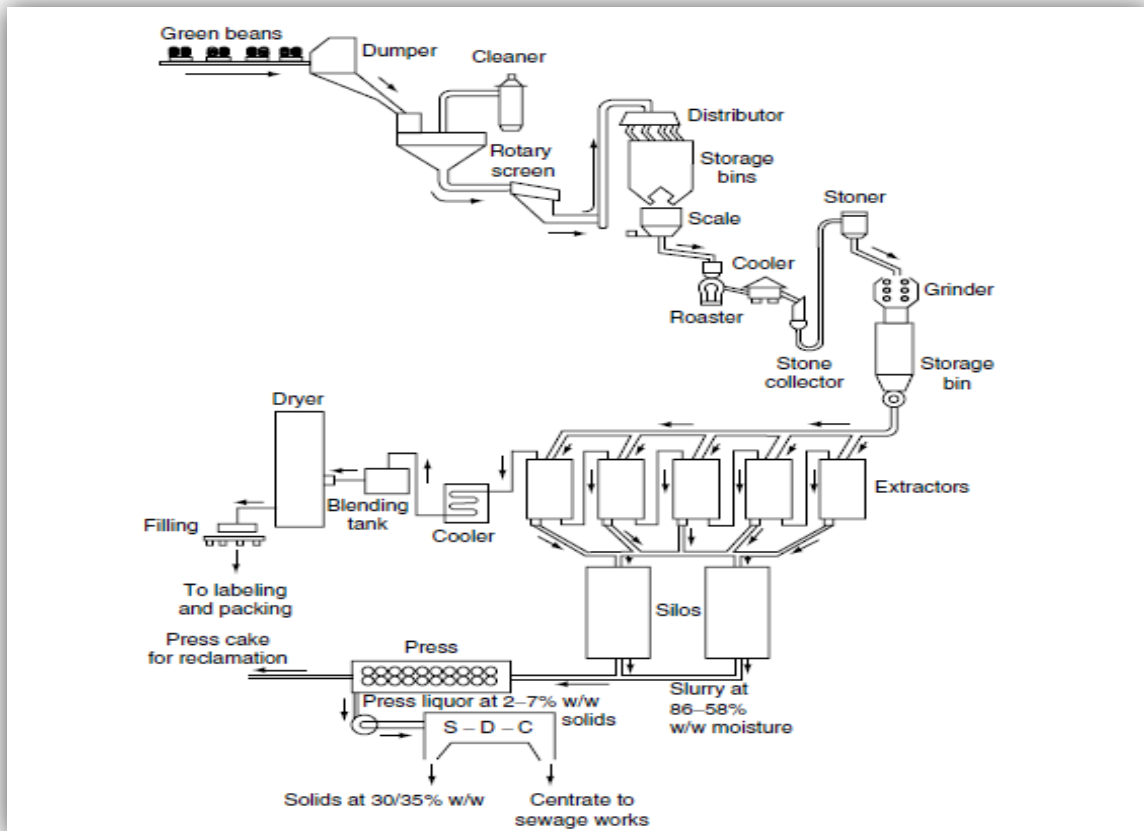 Green beans
Dumper
Cleaner
Distributor
Rotary
screen
Storage
bins
Stoner
Scale
Cooler
Grinder
Roaster
Stone
collector
Storage
bin
Dryer
Extractors
Blending
tank
Filling
Cooler
To labeling
and packing
Silos
Press cake
for reclamation
Press
Slurry at
86–58%
w/w moisture
Press liquor at 2–7% w/w
solids
S – D – C
Solids at 30/35% w/w
Centrate to
sewage works